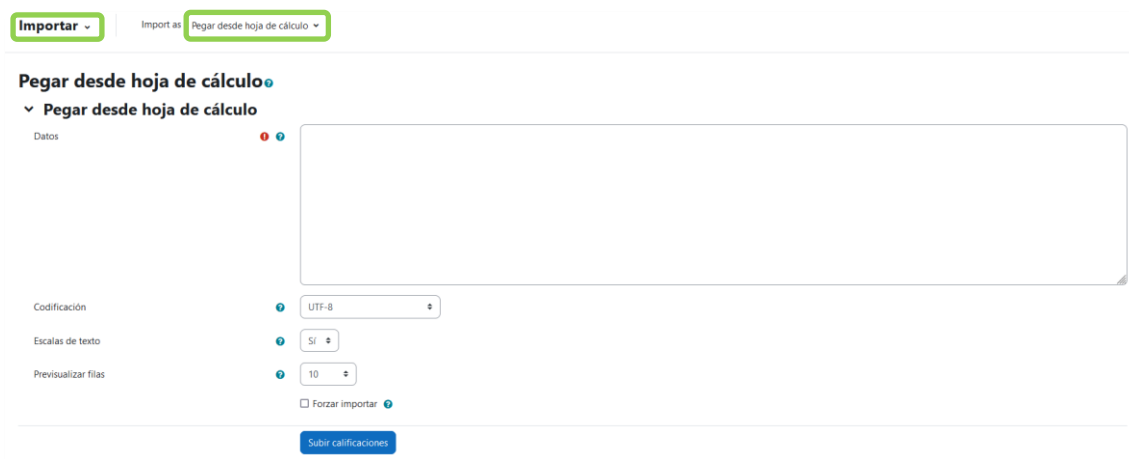 Importar
Import as Pegar desde hoja de cálculo
Pegar desde hoja de cálculo
Pegar desde hoja de cálculo
Datos
Codificación UTF-8
Escalas de texto Sí
Previsualizar filas 10
Forzar importar
Subir calificaciones